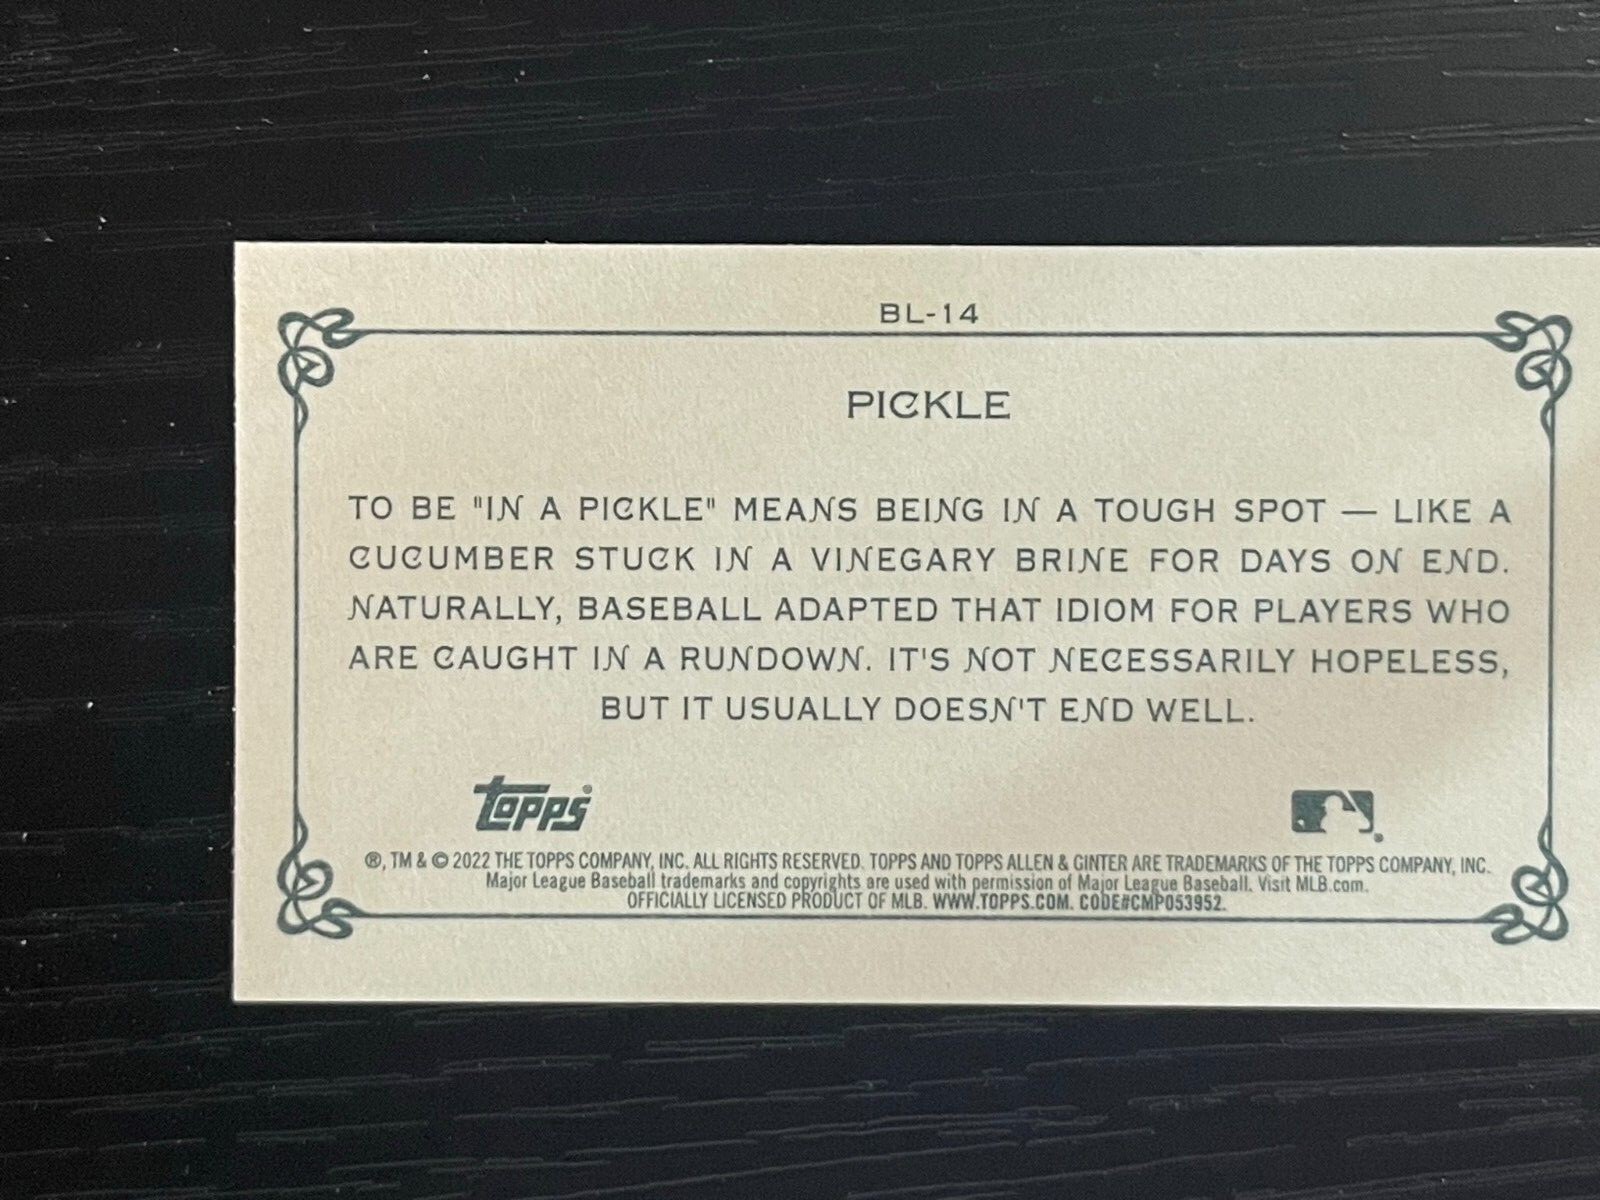 BL-14
PICKLE
TO BE "IN A PICKLE" MEANS BEING IN A TOUGH SPOT — LIKE A
CUCUMBER STUCK IN A VINEGARY BRINE FOR DAYS ON END.
NATURALLY, BASEBALL ADAPTED THAT IDIOM FOR PLAYERS WHO
ARE CAUGHT IN A RUNDOWN. IT'S NOT NECESSARILY HOPELESS,
BUT IT USUALLY DOESN'T END WELL.
topps
®, TM & © 2022 THE TOPPS COMPANY, INC. ALL RIGHTS RESERVED. TOPPS AND TOPPS ALLEN & GINTER ARE TRADEMARKS OF THE TOPPS COMPANY, INC.
Major League Baseball trademarks and copyrights are used with permission of Major League Baseball. Visit MLB.com.
OFFICIALLY LICENSED PRODUCT OF MLB. WWW.TOPPS.COM. CODE#CMP053952.